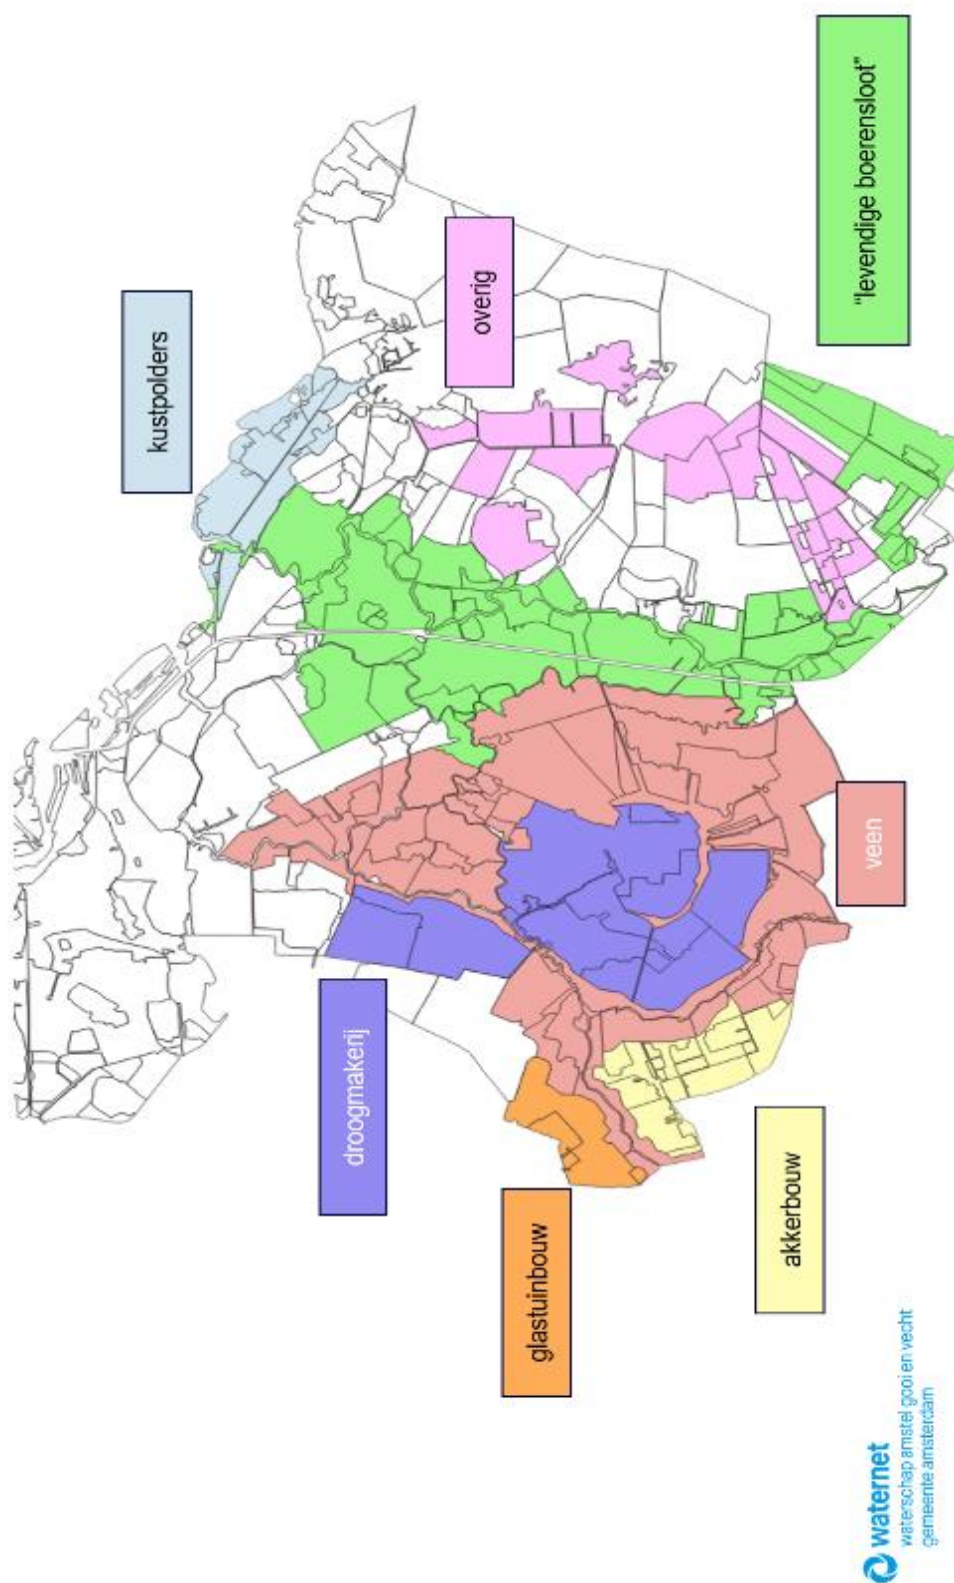 kustpolders
overig
"levendige boerensloot"
droogmakerij
veen
glastuinbouw
akkerbouw
waternet
waterschap amstel gooi en vecht
gemeente amsterdam